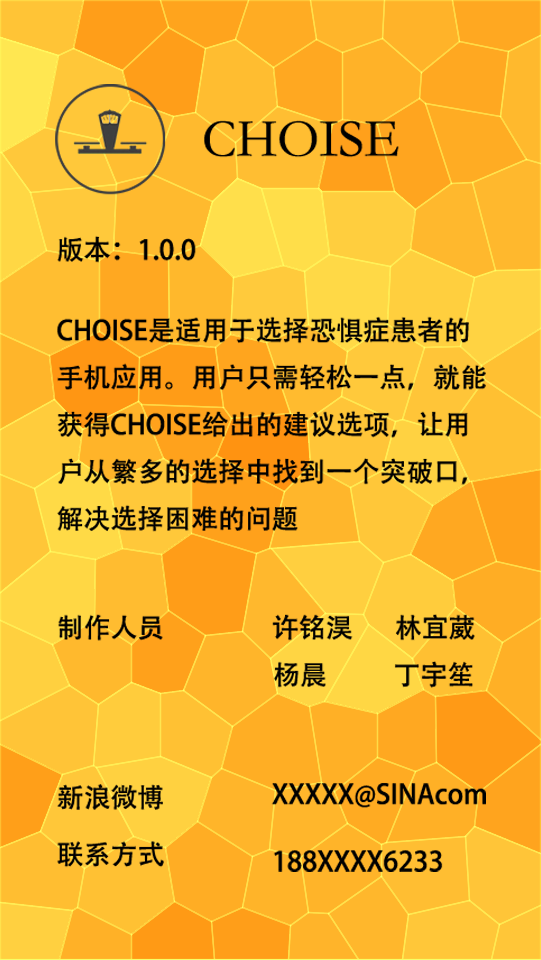 CHOISE
版本：1.0.0
CHOISE是适用于选择恐惧症患者的
手机应用。用户只需轻松一点，就能
获得CHOISE给出的建议选项，让用
户从繁多的选择中找到一个突破口，
解决选择困难的问题
制作人员 许铭淏 林宜葳
杨晨 丁宇笙
新浪微博 XXXXX@SINAcom
联系方式 188XXXX6233